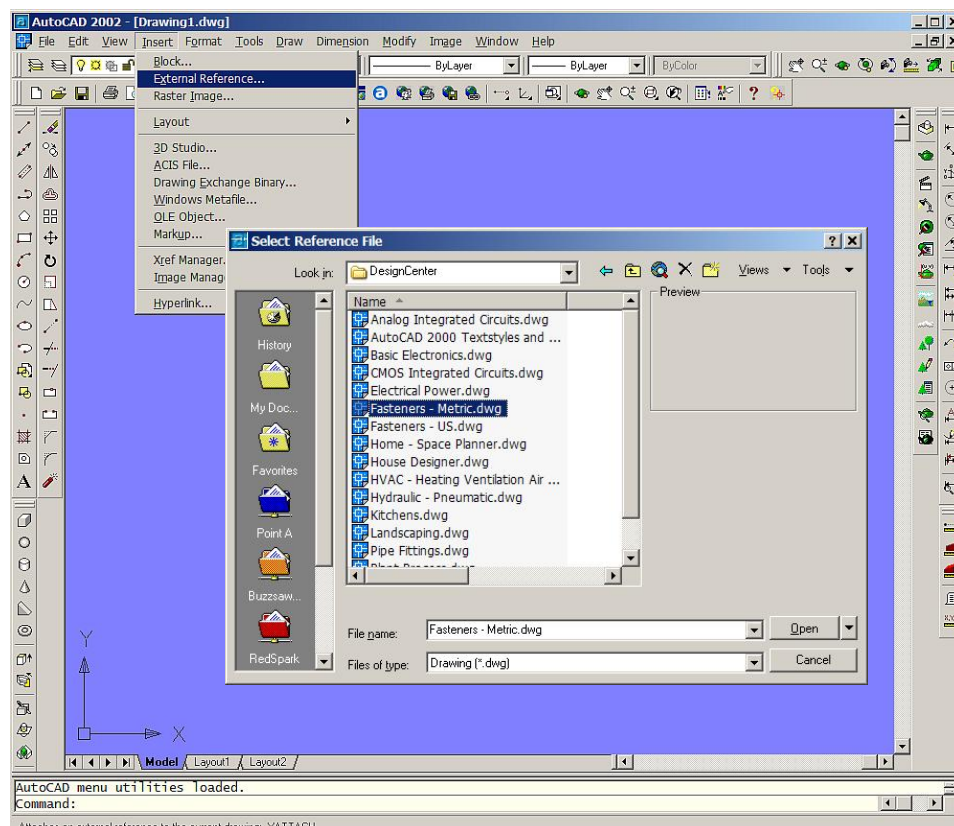 AutoCAD 2002 - [Drawing1.dwg]
File Edit View Insert Format Tools Draw Dimension Modify Image Window Help
ByLayer ByLayer ByColor
Block...
External Reference...
Raster Image...
Layout
3D Studio...
ACIS File...
Drawing Exchange Binary...
Windows Metafile...
OLE Object...
Markup...
Xref Manager.
Image Manag
Hyperlink...
Select Reference File
Look in: DesignCenter Views Tools
Name
Preview
History
My Doc...
Favorites
Point A
Buzzsaw...
RedSpark
Analog Integrated Circuits.dwg
AutoCAD 2000 Textstyles and ...
Basic Electronics.dwg
CMOS Integrated Circuits.dwg
Electrical Power.dwg
Fasteners - Metric.dwg
Fasteners - US.dwg
Home - Space Planner.dwg
House Designer.dwg
HVAC - Heating Ventilation Air ...
Hydraulic - Pneumatic.dwg
Kitchens.dwg
Landscaping.dwg
Pipe Fittings.dwg
File name: Fasteners - Metric.dwg Open
Files of type: Drawing (*.dwg) Cancel
Y
X
Model Layout1 Layout2
AutoCAD menu utilities loaded.
Command: